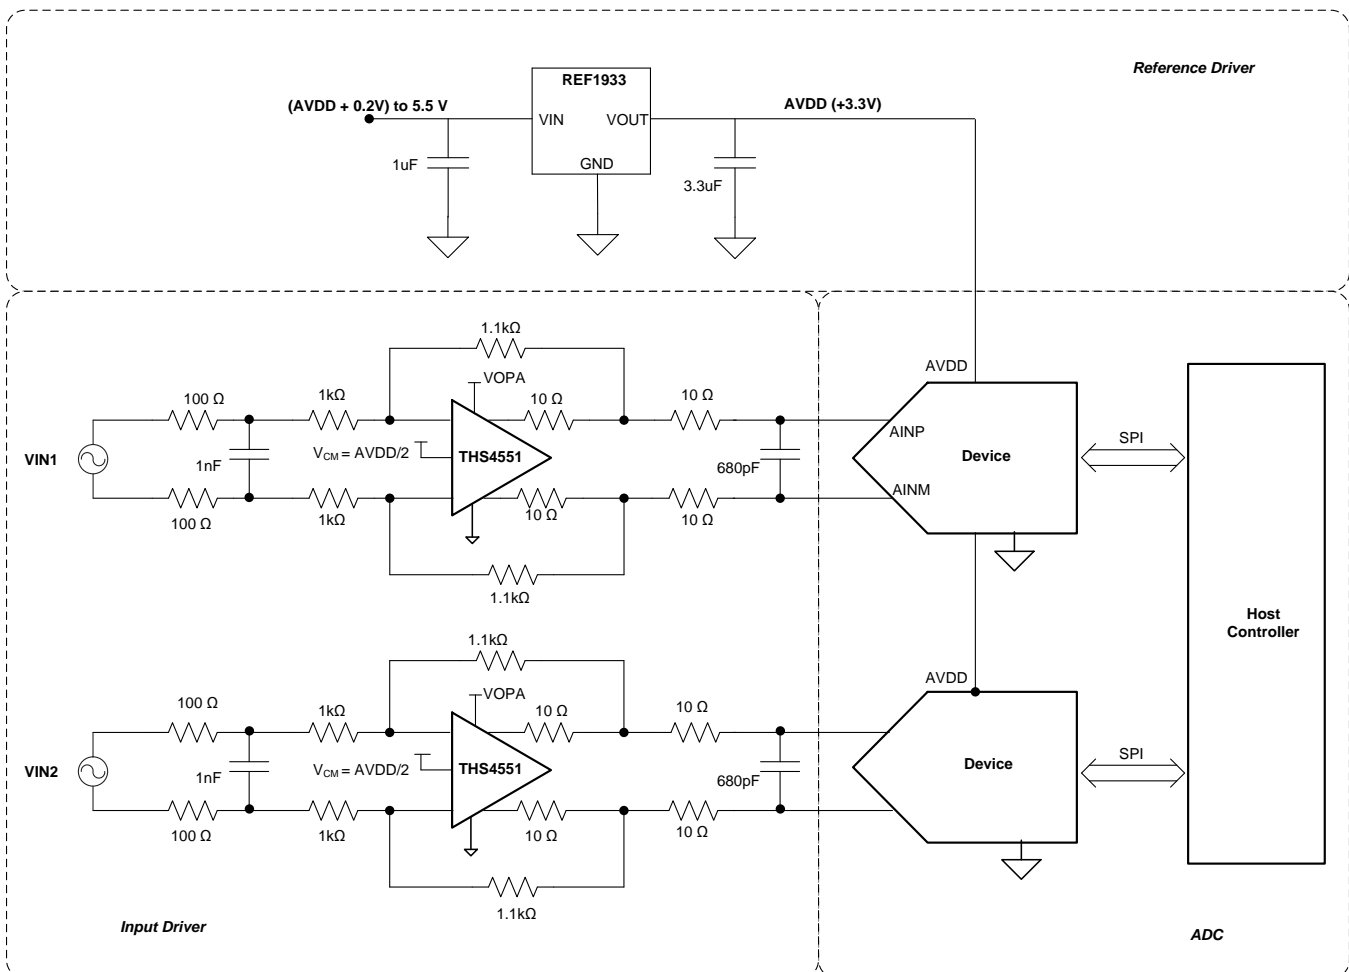 Reference Driver
REF1933
(AVDD + 0.2V) to 5.5 V
AVDD (+3.3V)
VIN
VOUT
GND
1uF
3.3uF
1.1kΩ
VOPA
AVDD
100 Ω
1kΩ
10 Ω
10 Ω
AINP
SPI
VIN1
1nF
VCM = AVDD/2
THS4551
680pF
Device
AINM
100 Ω
1kΩ
10 Ω
10 Ω
1.1kΩ
Host
Controller
1.1kΩ
VOPA
AVDD
100 Ω
1kΩ
10 Ω
10 Ω
SPI
VIN2
1nF
VCM = AVDD/2
THS4551
680pF
Device
100 Ω
1kΩ
10 Ω
10 Ω
1.1kΩ
Input Driver
ADC